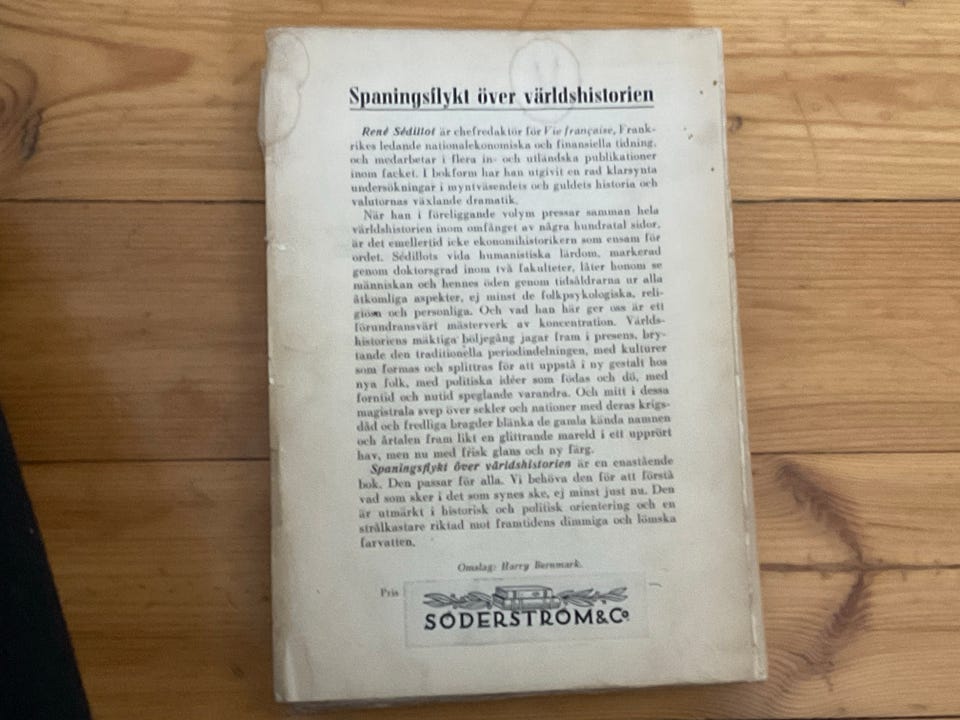 Spaningsflykt över världshistorien
René Sédillot är chefredaktör för Vie française, Frank-
rikes ledande nationalekonomiska och finansiella tidning,
och medarbetar i flera in- och utländska publikationer
inom facket. I bokform har han utgivit en rad klarsynta
undersökningar i myntväsendets och guldets historia och
valutornas växlande dramatik.
När han i föreliggande volym pressar samman hela
världshistorien inom omfånget av några hundratal sidor,
är det emellertid icke ekonomihistorikern som ensam för
ordet. Sédillots vida humanistiska lärdom, markerad
genom doktorsgrad inom två fakulteter, låter honom se
människan och hennes öden genom tidsåldrarna ur alla
åtkomliga aspekter, ej minst de folkpsykologiska, reli-
giösa och personliga. Och vad han här ger oss är ett
förundransvärt mästerverk av koncentration. Världs-
historiens mäktiga böljegång jagar fram i presens, bry-
tande den traditionella periodindelningen, med kulturer
som formas och splittras för att uppstå i ny gestalt hos
nya folk, med politiska idéer som födas och dö, med
forntid och nutid speglande varandra. Och mitt i dessa
magistrala svep över sekler och nationer med deras krigs-
dåd och fredliga bragder blänka de gamla kända namnen
och årtalen fram likt en glittrande mareld i ett upprört
hav, men nu med frisk glans och ny färg.
Spaningsflykt över världshistorien är en enastående
bok. Den passar för alla. Vi behöva den för att förstå
vad som sker i det som synes ske, ej minst just nu. Den
är utmärkt i historisk och politisk orientering och en
strålkastare riktad mot framtidens dimmiga och lömska
farvatten.
Omslag: Harry Bernmark.
Pris
SÖDERSTRÖM & Co